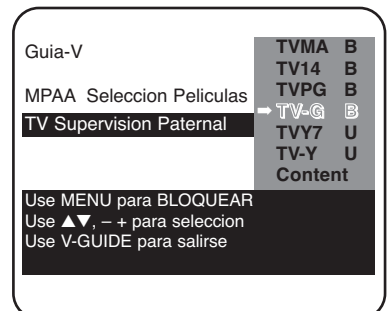 Guia-V
MPAA Seleccion Peliculas
TV Supervision Paternal
TVMA B
TV14 B
TVPG B
➡ TV-G B
TVY7 U
TV-Y U
Content
Use MENU para BLOQUEAR
Use ▲▼, – + para seleccion
Use V-GUIDE para salirse